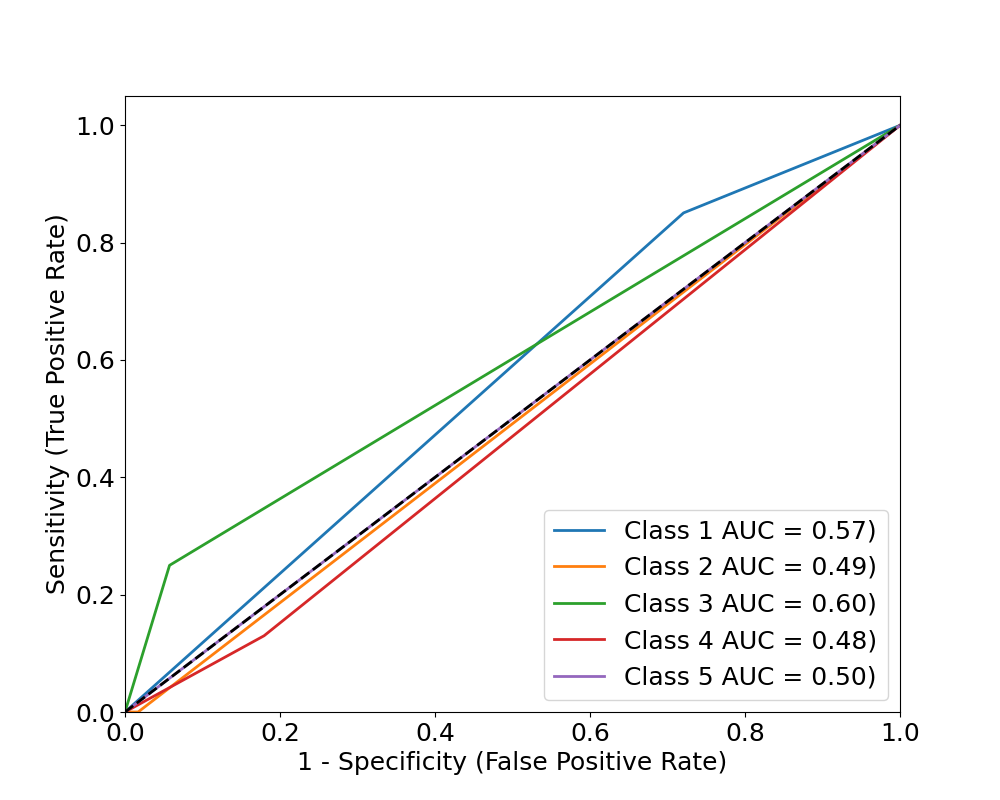 1.0
0.8
0.6
0.4
0.2
0.0
Sensitivity (True Positive Rate)
Class 1 AUC = 0.57)
Class 2 AUC = 0.49)
Class 3 AUC = 0.60)
Class 4 AUC = 0.48)
Class 5 AUC = 0.50)
0.0 0.2 0.4 0.6 0.8 1.0
1 - Specificity (False Positive Rate)